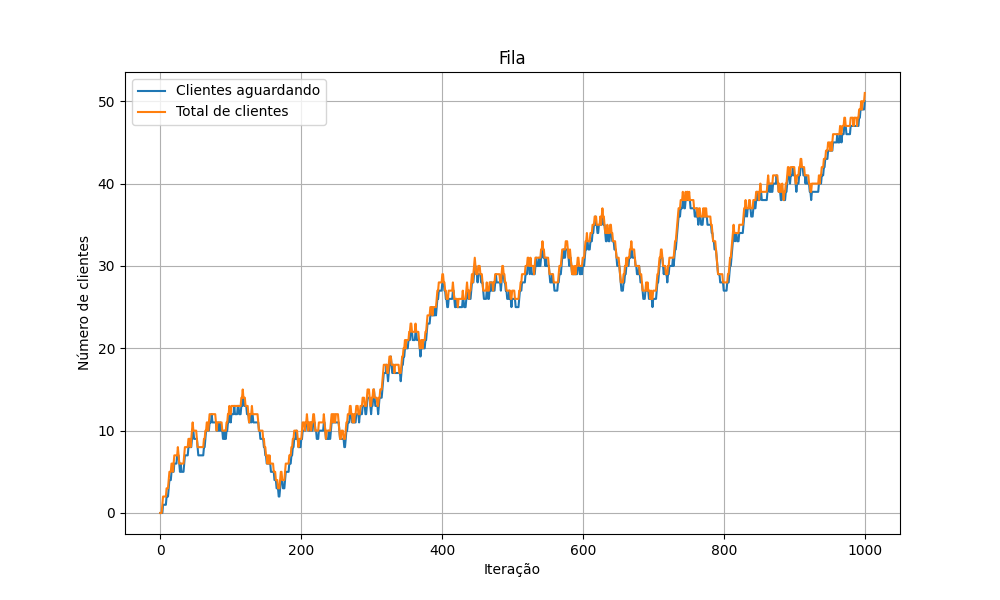 Fila
Clientes aguardando
Total de clientes
Número de clientes
50
40
30
20
10
0
0 200 400 600 800 1000
Iteração